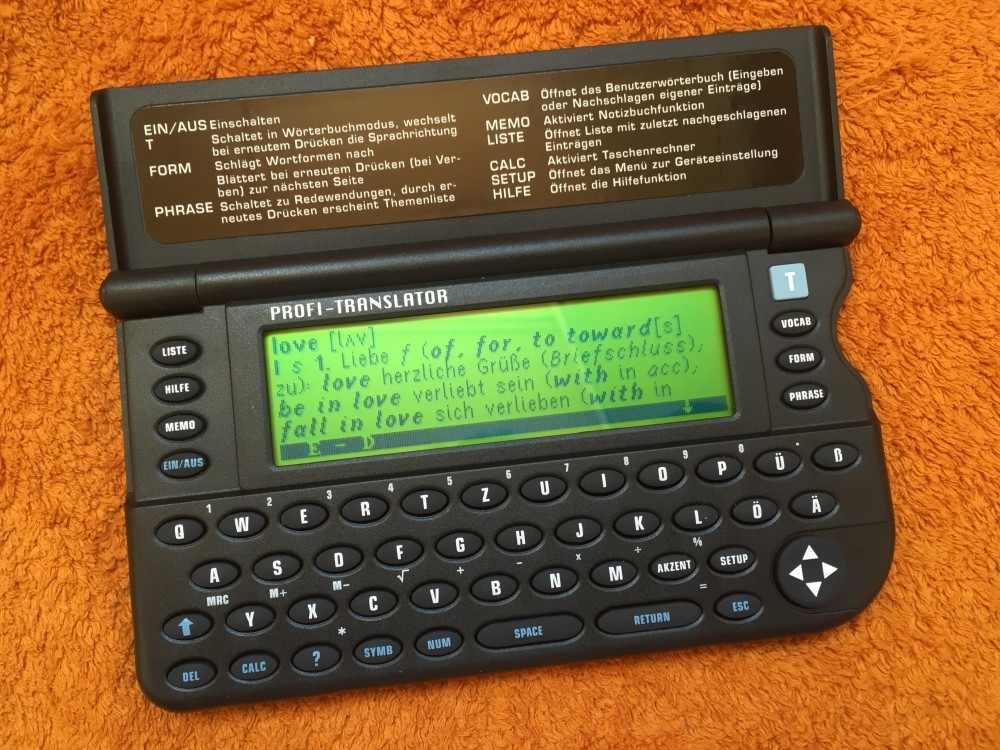 EIN/AUS Einschalten
T Schaltet in Wörterbuchmodus, wechselt
bei erneutem Drücken die Sprachrichtung
FORM Schlägt Wortformen nach
Blättert bei erneutem Drücken (bei Ver-
ben) zur nächsten Seite
PHRASE Schaltet zu Redewendungen, durch er-
neutes Drücken erscheint Themenliste
VOCAB Öffnet das Benutzerwörterbuch (Eingeben
oder Nachschlagen eigener Einträge)
MEMO Aktiviert Notizbuchfunktion
LISTE Öffnet Liste mit zuletzt nachgeschlagenen
Einträgen
CALC Aktiviert Taschenrechner
SETUP Öffnet das Menü zur Geräteeinstellung
HILFE Öffnet die Hilfefunktion
PROFI-TRANSLATOR
love [lʌv]
I s 1. Liebe f (of, for, to toward[s]
zu): love herzliche Grüße (Briefschluss);
be in love verliebt sein (with in acc);
fall in love sich verlieben (with in
E - D
LISTE
HILFE
MEMO
EIN/AUS
T
VOCAB
FORM
PHRASE
1 2 3 4 5 6 7 8 9 0 .
Q W E R T Z U I O P Ü ß
A S D F G H J K L Ö Ä
MRC M+ M- √ + - x ÷ %
Y X C V B N M AKZENT SETUP
* =
DEL CALC ? SYMB NUM SPACE RETURN ESC